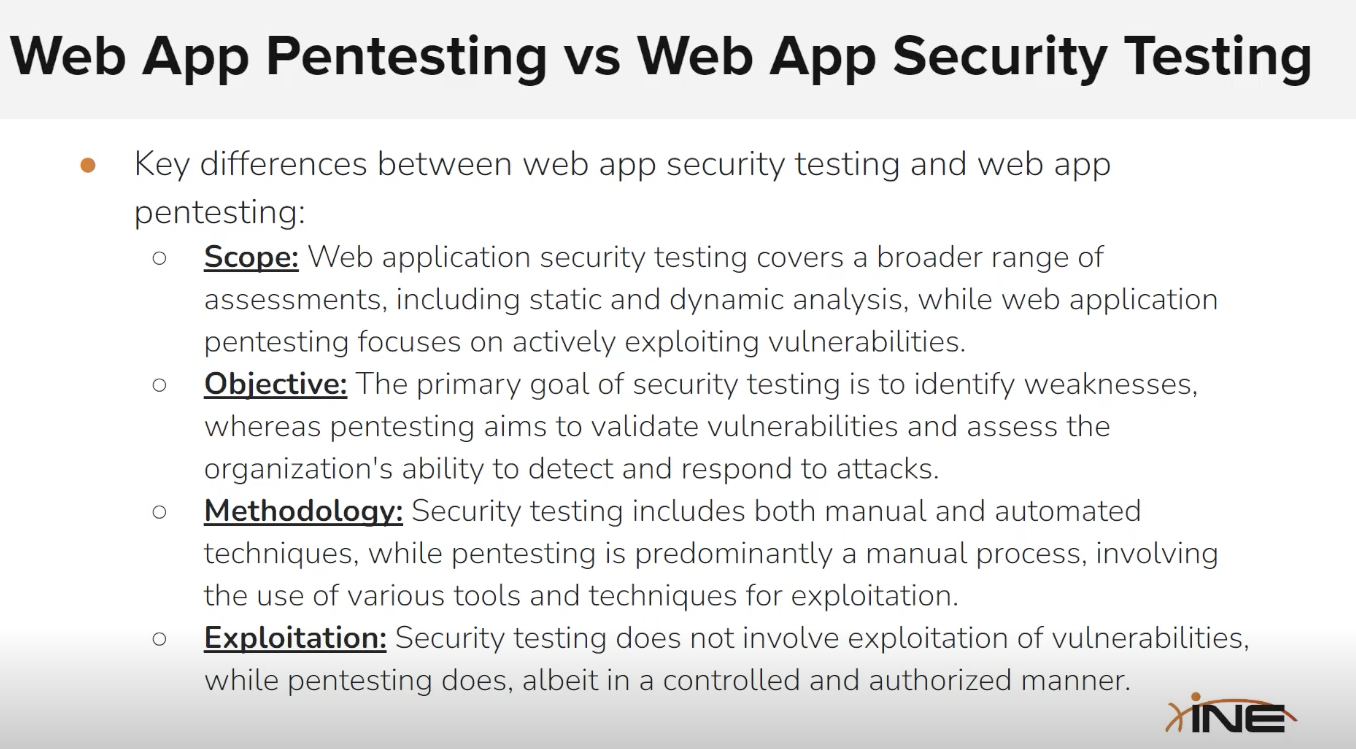 Web App Pentesting vs Web App Security Testing
● Key differences between web app security testing and web app
pentesting:
○ Scope: Web application security testing covers a broader range of
assessments, including static and dynamic analysis, while web application
pentesting focuses on actively exploiting vulnerabilities.
○ Objective: The primary goal of security testing is to identify weaknesses,
whereas pentesting aims to validate vulnerabilities and assess the
organization's ability to detect and respond to attacks.
○ Methodology: Security testing includes both manual and automated
techniques, while pentesting is predominantly a manual process, involving
the use of various tools and techniques for exploitation.
○ Exploitation: Security testing does not involve exploitation of vulnerabilities,
while pentesting does, albeit in a controlled and authorized manner.
INE